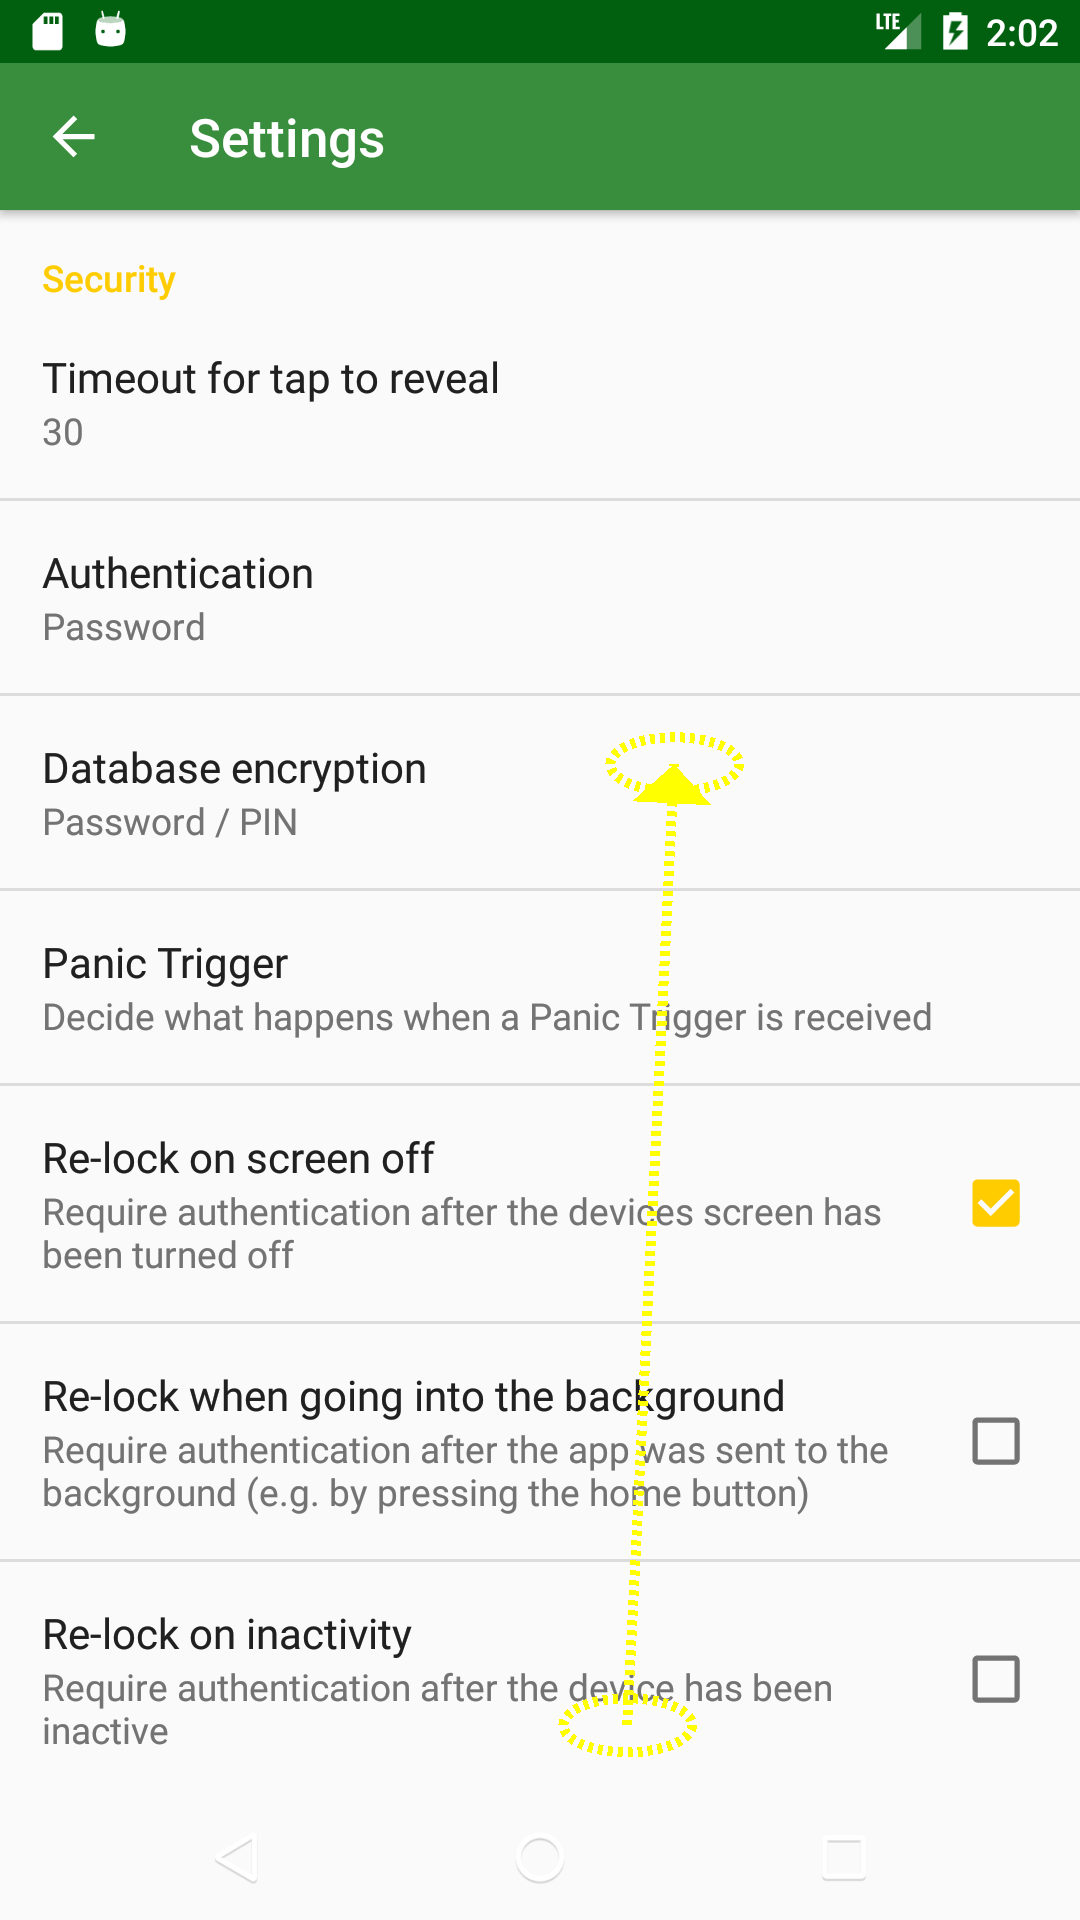 LTE 2:02
Settings
Security
Timeout for tap to reveal
30
Authentication
Password
Database encryption
Password / PIN
Panic Trigger
Decide what happens when a Panic Trigger is received
Re-lock on screen off
Require authentication after the devices screen has
been turned off
Re-lock when going into the background
Require authentication after the app was sent to the
background (e.g. by pressing the home button)
Re-lock on inactivity
Require authentication after the device has been
inactive